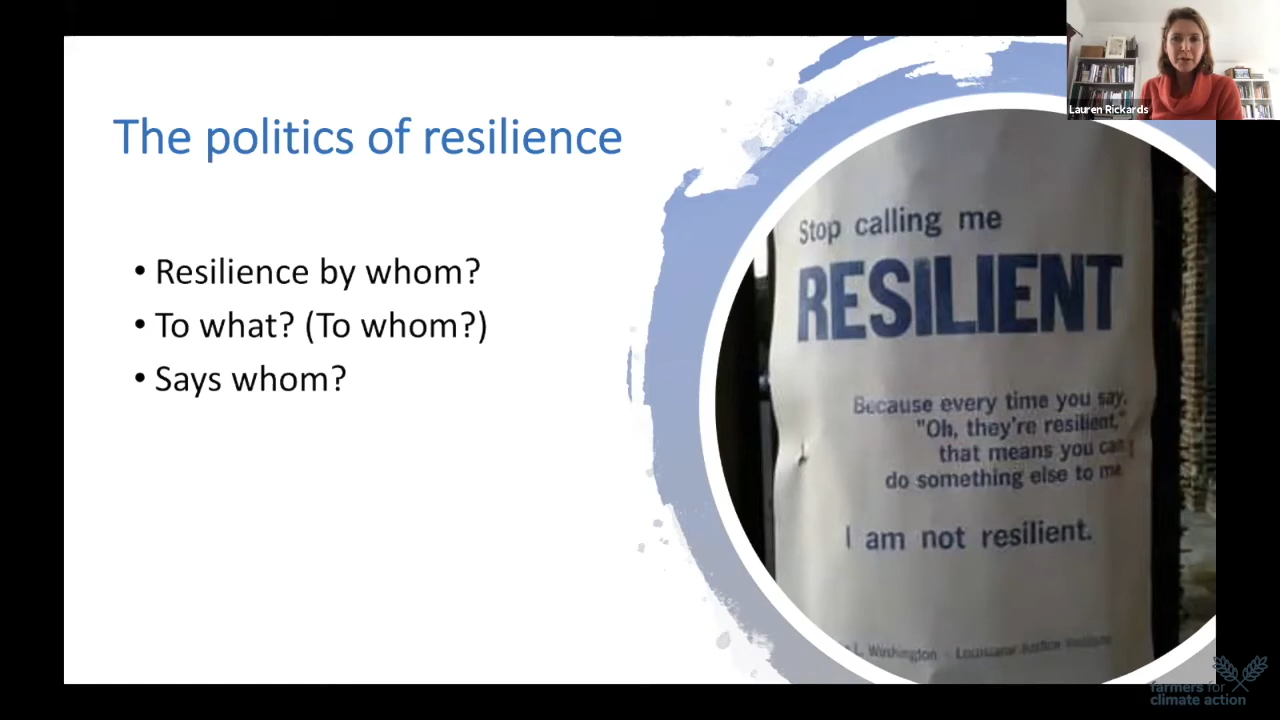 Lauren Rickards
The politics of resilience
• Resilience by whom?
• To what? (To whom?)
• Says whom?
Stop calling me
RESILIENT
Because every time you say,
"Oh, they're resilient,"
that means you can
do something else to me
I am not resilient.
L. Washington - Louisiana Justice Institute
farmers for
climate action